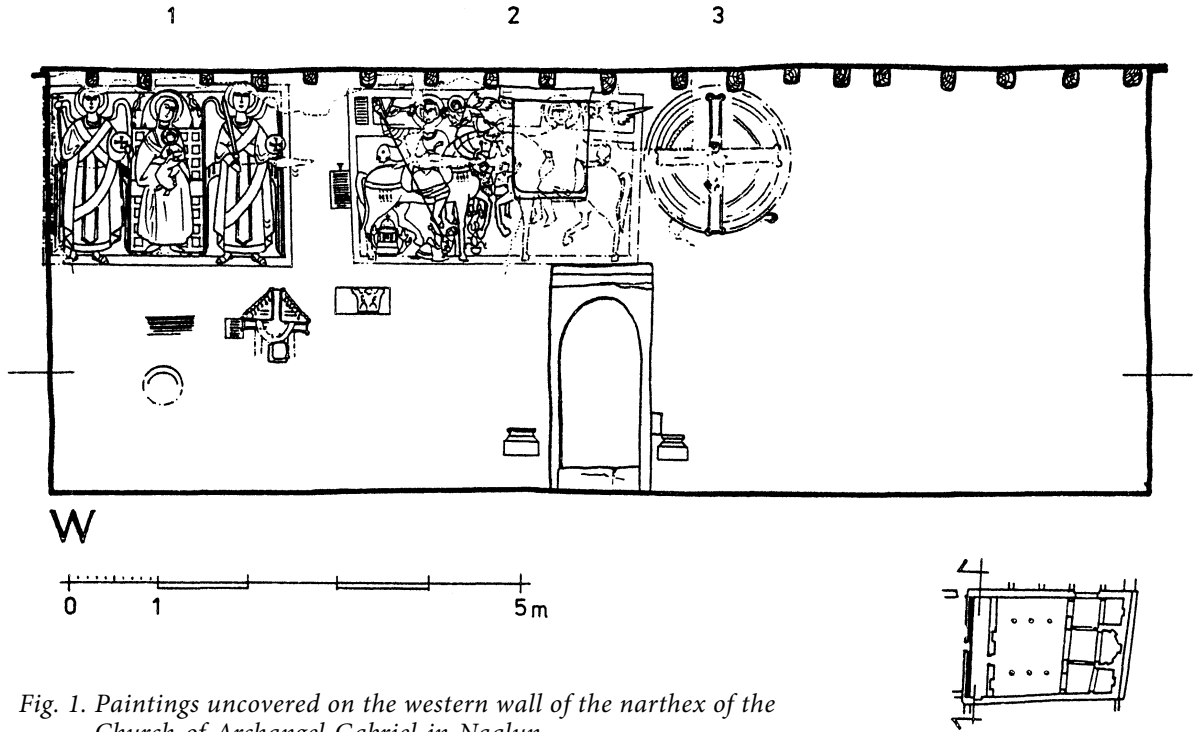 1 2 3
W
0 1 5 m
Fig. 1. Paintings uncovered on the western wall of the narthex of the
Church of Archangel Gabriel in Naqlun